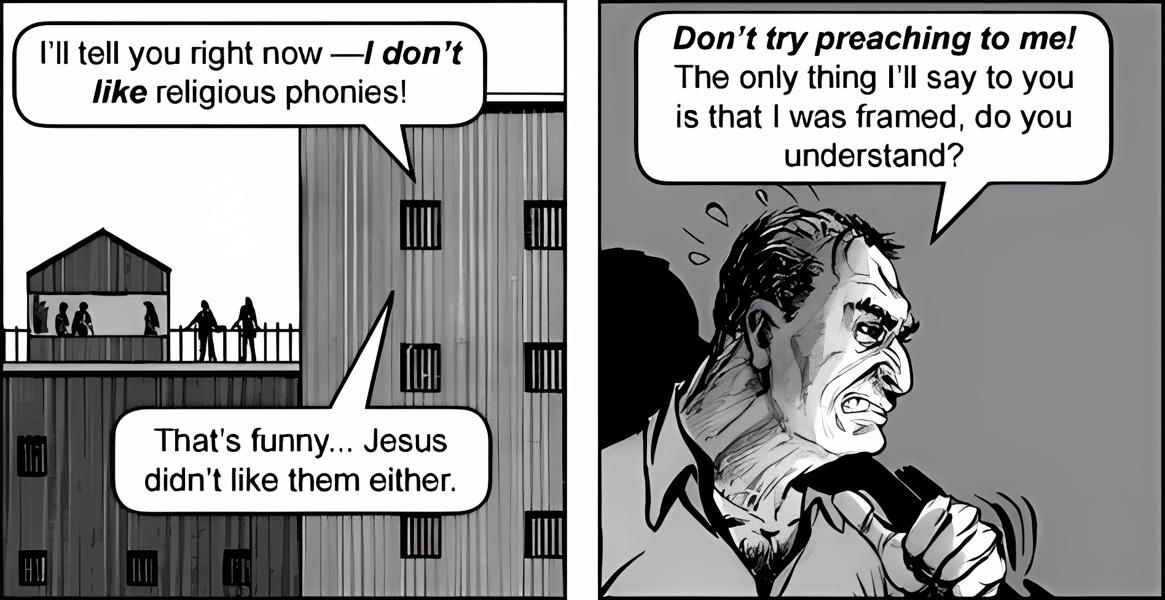 I'll tell you right now —I don't
like religious phonies!
That's funny... Jesus
didn't like them either.
Don't try preaching to me!
The only thing I'll say to you
is that I was framed, do you
understand?